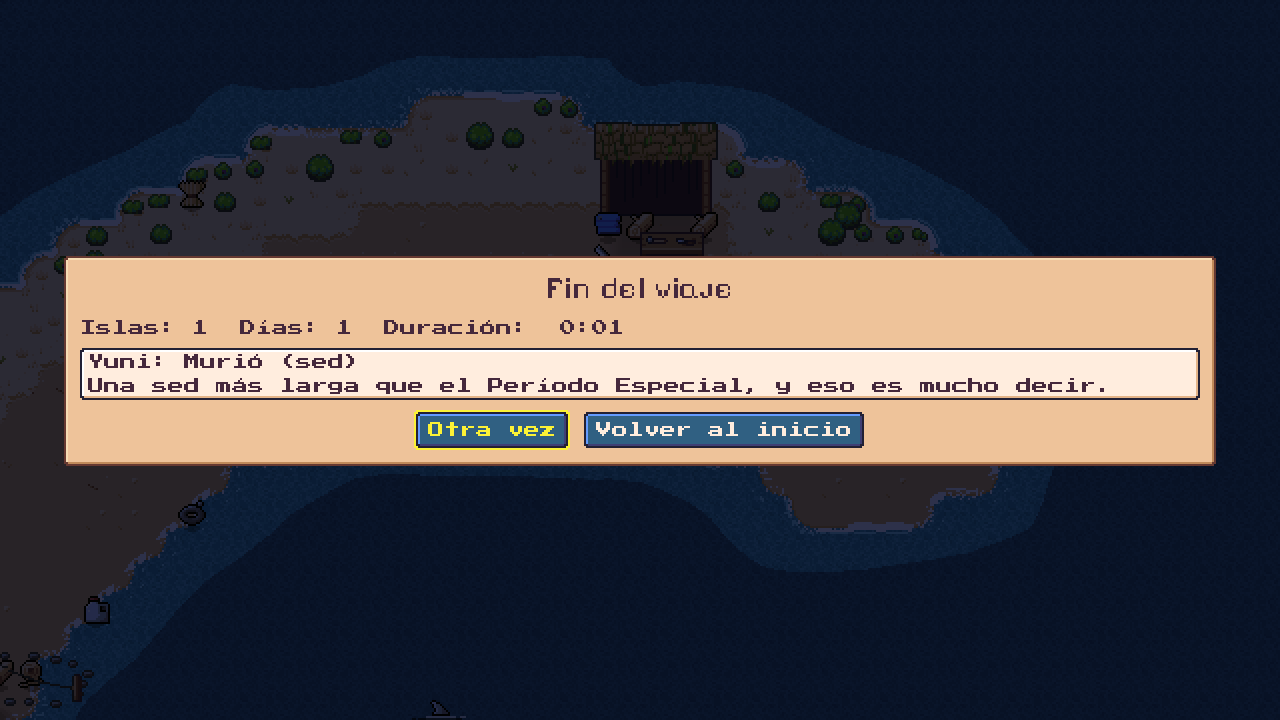 Fin del viaje
Islas: 1 Días: 1 Duración: 0:01
Yuni: Murió (sed)
Una sed más larga que el Período Especial, y eso es mucho decir.
Otra vez
Volver al inicio